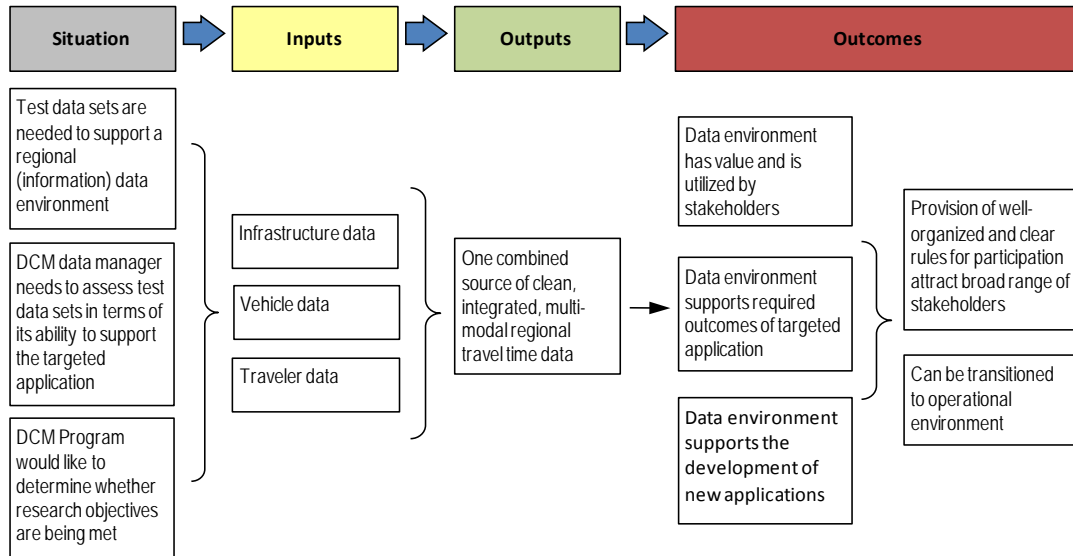 Situation
Inputs
Outputs
Outcomes
Test data sets are
needed to support a
regional
(information) data
environment
DCM data manager
needs to assess test
data sets in terms of
its ability to support
the targeted
application
DCM Program
would like to
determine whether
research objectives
are being met
Infrastructure data
Vehicle data
Traveler data
One combined
source of clean,
integrated, multi-
modal regional
travel time data
Data environment
has value and is
utilized by
stakeholders
Data environment
supports required
outcomes of targeted
application
Data environment
supports the
development of
new applications
Provision of well-
organized and clear
rules for participation
attract broad range of
stakeholders
Can be transitioned
to operational
environment